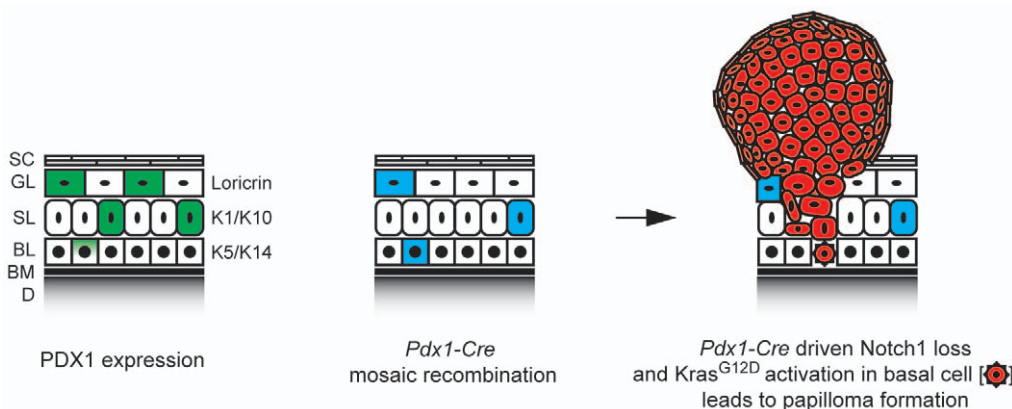 SC
GL
Loricrin
SL
K1/K10
BL
K5/K14
BM
D
PDX1 expression
Pdx1-Cre
mosaic recombination
Pdx1-Cre driven Notch1 loss
and KrasG12D activation in basal cell [ ]
leads to papilloma formation